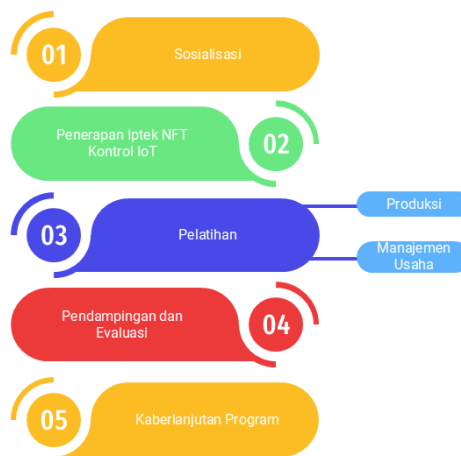 01
Sosialisasi
Penerapan Iptek NFT
Kontrol IoT
02
03
Pelatihan
Produksi
Manajemen
Usaha
Pendampingan dan
Evaluasi
04
05
Kaberlanjutan Program